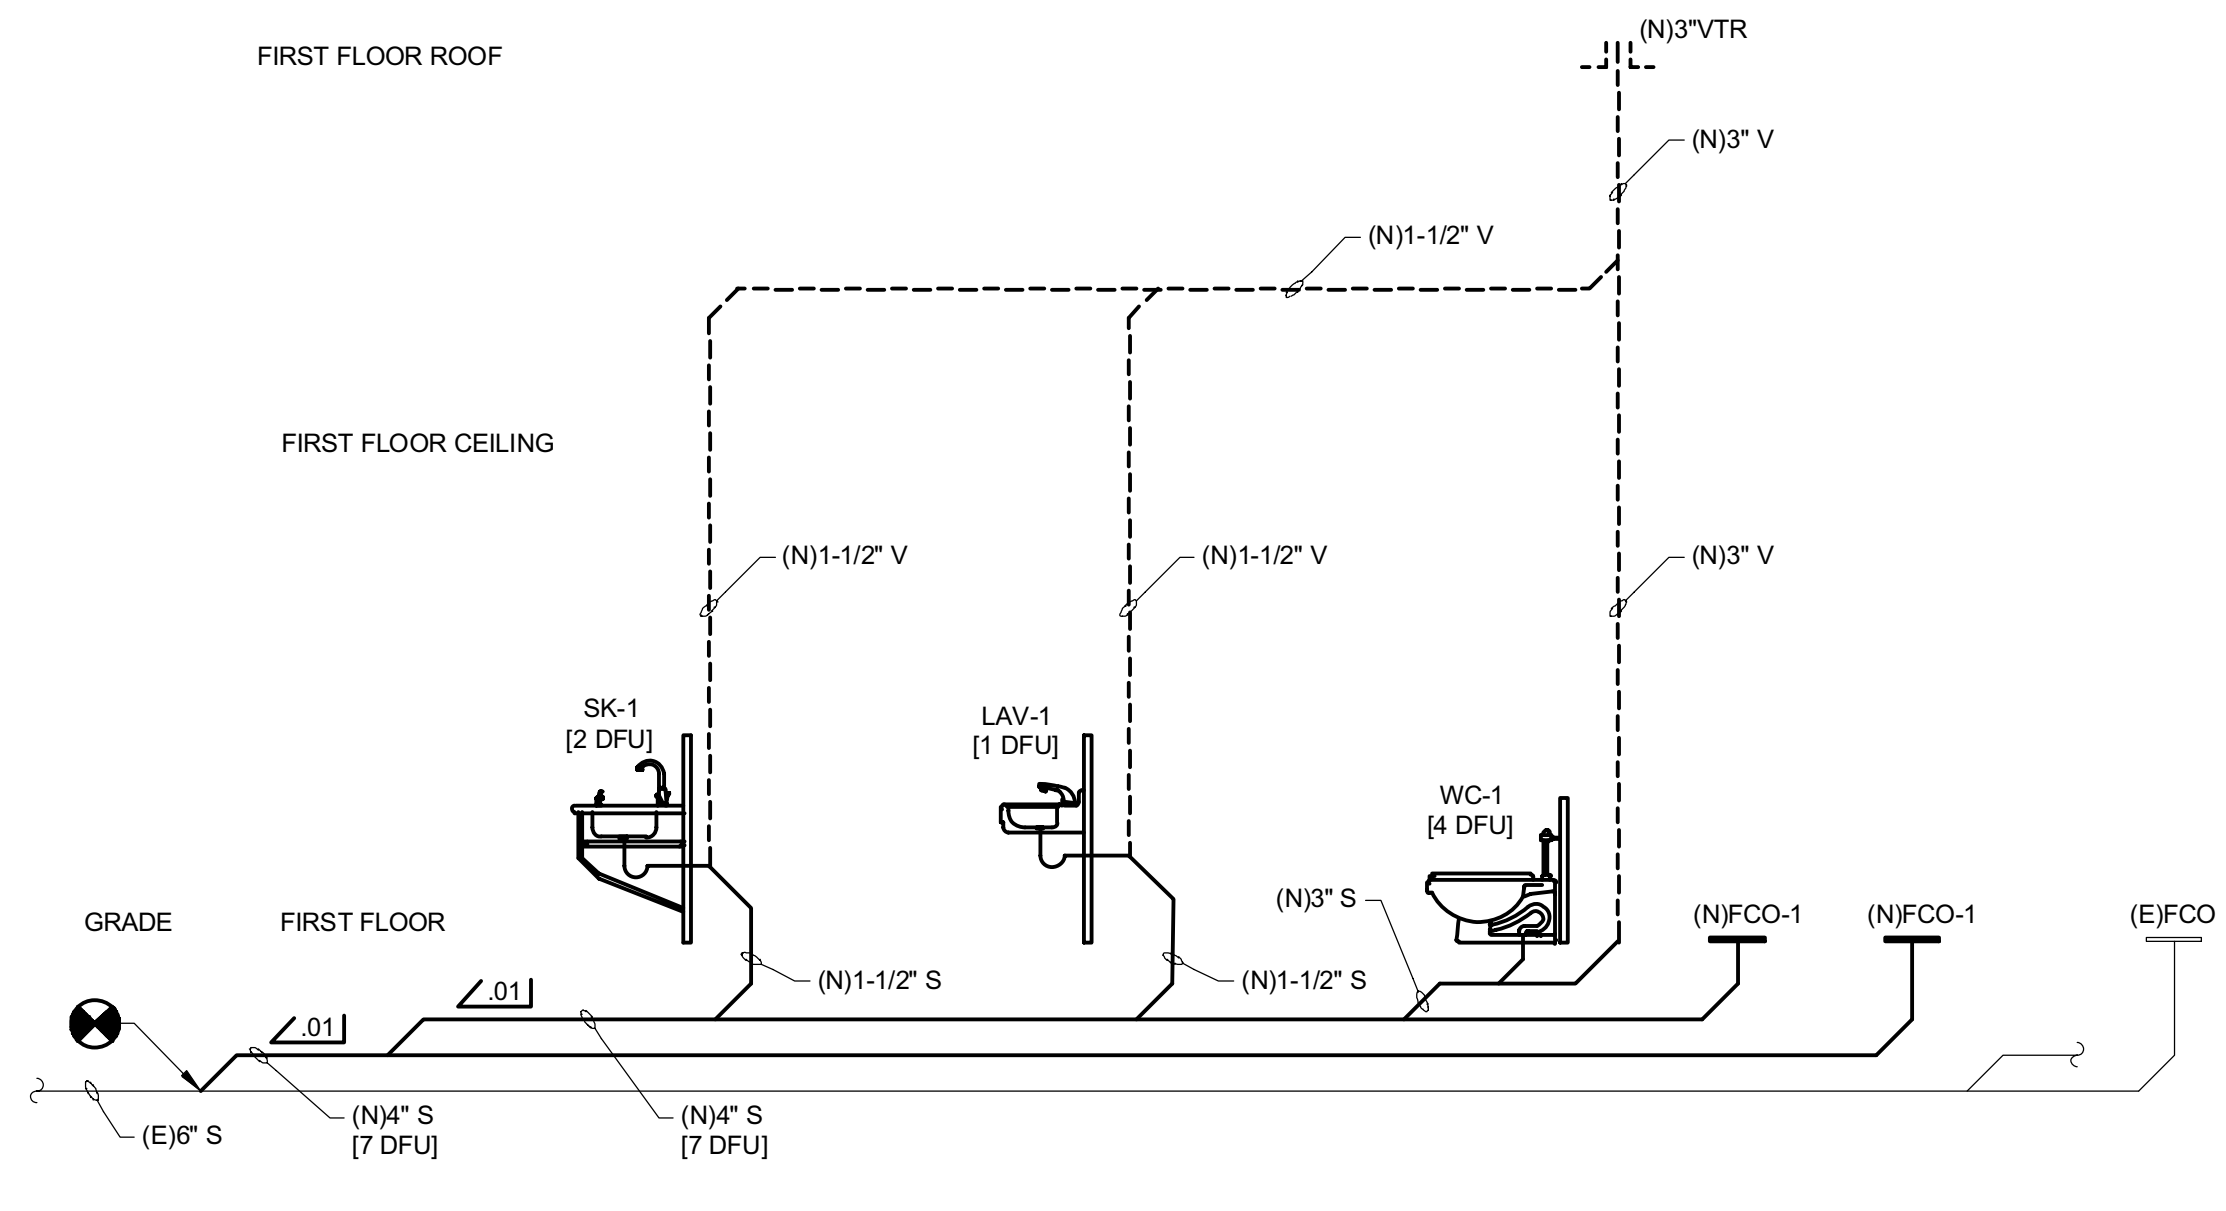 (N)3"VTR
FIRST FLOOR ROOF
(N)3" V
(N)1-1/2" V
FIRST FLOOR CEILING
(N)1-1/2" V
(N)1-1/2" V
(N)3" V
SK-1
[2 DFU]
LAV-1
[1 DFU]
WC-1
[4 DFU]
(N)3" S
GRADE
FIRST FLOOR
(N)FCO-1
(N)FCO-1
(E)FCO
(N)1-1/2" S
(N)1-1/2" S
.01
.01
(E)6" S
(N)4" S
[7 DFU]
(N)4" S
[7 DFU]